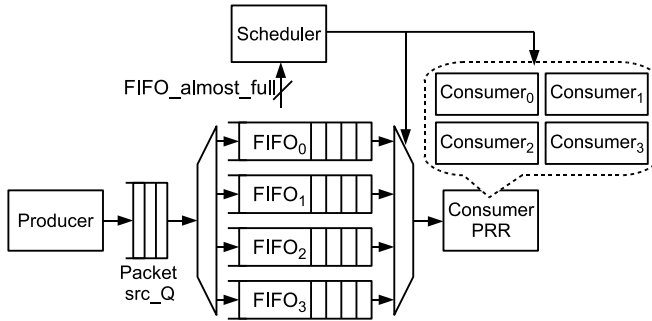 Scheduler
FIFO_almost_full
Consumer₀
Consumer₁
Consumer₂
Consumer₃
FIFO₀
FIFO₁
FIFO₂
FIFO₃
Producer
Packet
src_Q
Consumer
PRR